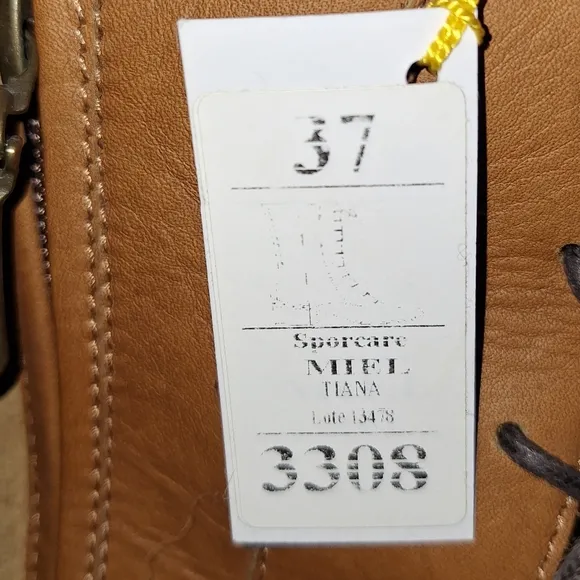 37
Sporcare
MIEL
TIANA
Lote 13478
3308